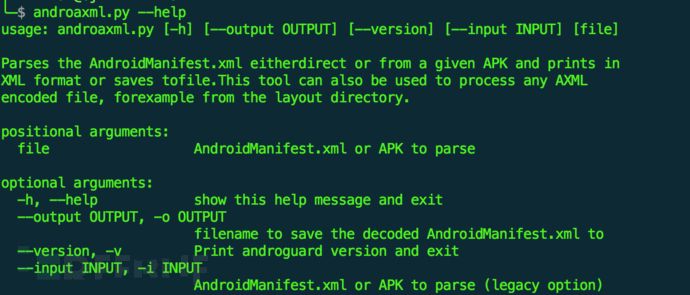 $ androaxml.py --help
usage: androaxml.py [-h] [--output OUTPUT] [--version] [--input INPUT] [file]
Parses the AndroidManifest.xml eitherdirect or from a given APK and prints in
XML format or saves tofile.This tool can also be used to process any AXML
encoded file, forexample from the layout directory.
positional arguments:
file AndroidManifest.xml or APK to parse
optional arguments:
-h, --help show this help message and exit
--output OUTPUT, -o OUTPUT
filename to save the decoded AndroidManifest.xml to
--version, -v Print androguard version and exit
--input INPUT, -i INPUT
AndroidManifest.xml or APK to parse (legacy option)